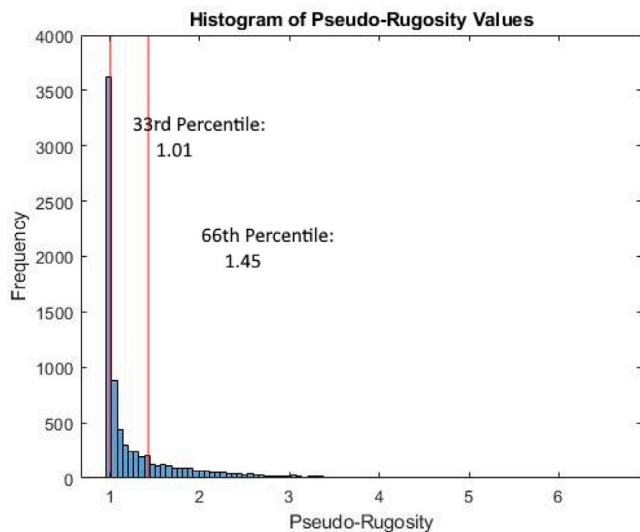 Histogram of Pseudo-Rugosity Values
4000
3500
3000
2500
2000
1500
1000
500
0
Frequency
33rd Percentile:
1.01
66th Percentile:
1.45
1 2 3 4 5 6
Pseudo-Rugosity